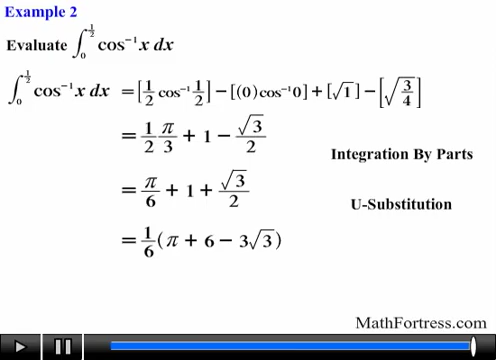 Example 2
Evaluate ∫₀^{1/2} cos⁻¹x dx
∫₀^{1/2} cos⁻¹x dx = [1/2 cos⁻¹ 1/2] − [(0)cos⁻¹0] + [√1] − [√(3/4)]
= 1/2 π/3 + 1 − √3/2
Integration By Parts
= π/6 + 1 + √3/2
U-Substitution
= 1/6(π + 6 − 3√3)
MathFortress.com